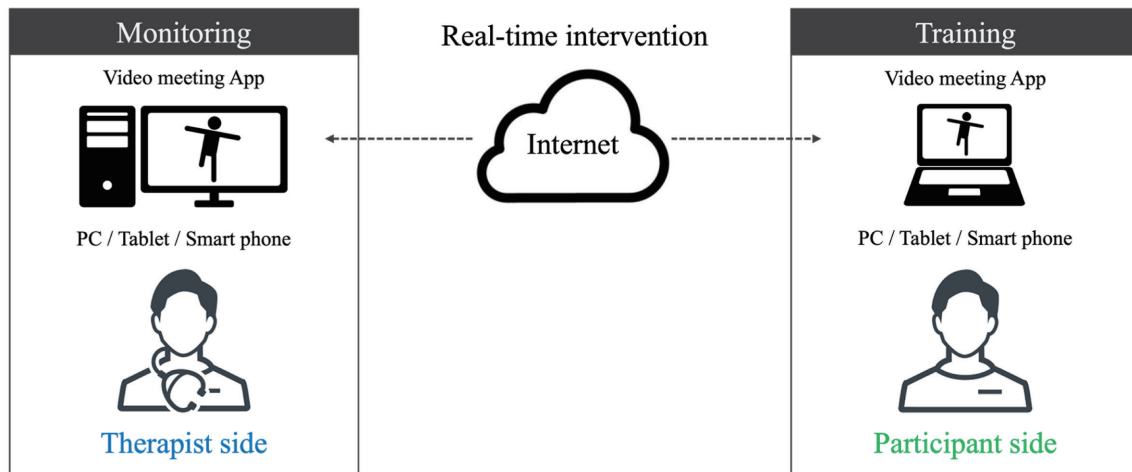 Monitoring
Video meeting App
PC / Tablet / Smart phone
Therapist side
Real-time intervention
Internet
Training
Video meeting App
PC / Tablet / Smart phone
Participant side